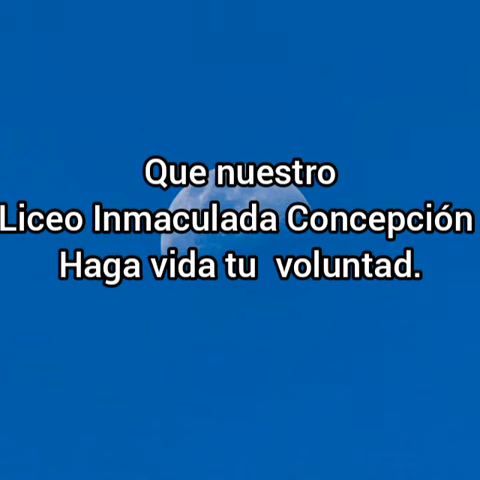 Que nuestro
Liceo Inmaculada Concepción
Haga vida tu voluntad.